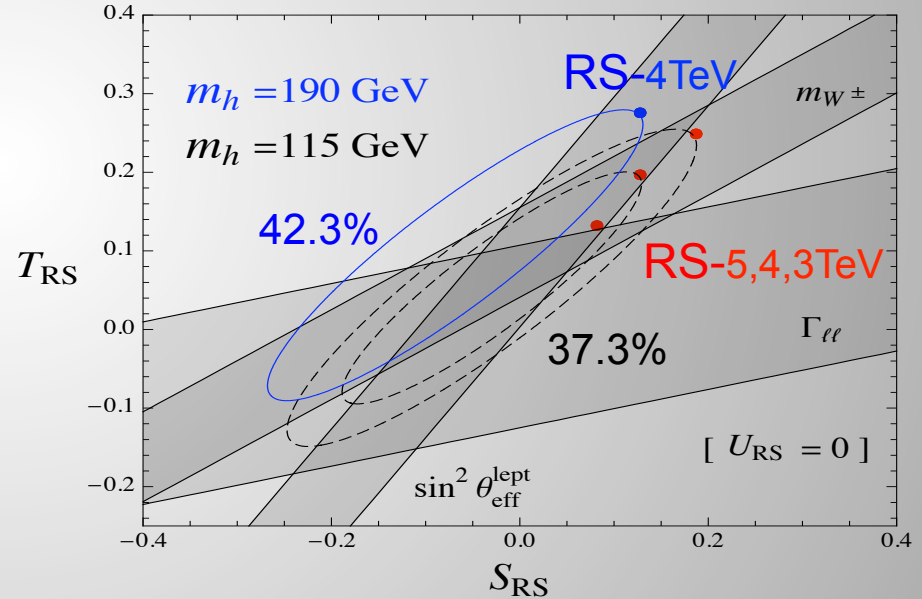 0.4
0.3
0.2
0.1
0.0
−0.1
−0.2
T_RS
m_h =190 GeV
m_h =115 GeV
RS-4TeV
m_W ±
42.3%
RS-5,4,3TeV
37.3%
Γ_ℓℓ
[ U_RS = 0 ]
sin² θ_eff^lept
−0.4
−0.2
0.0
0.2
0.4
S_RS